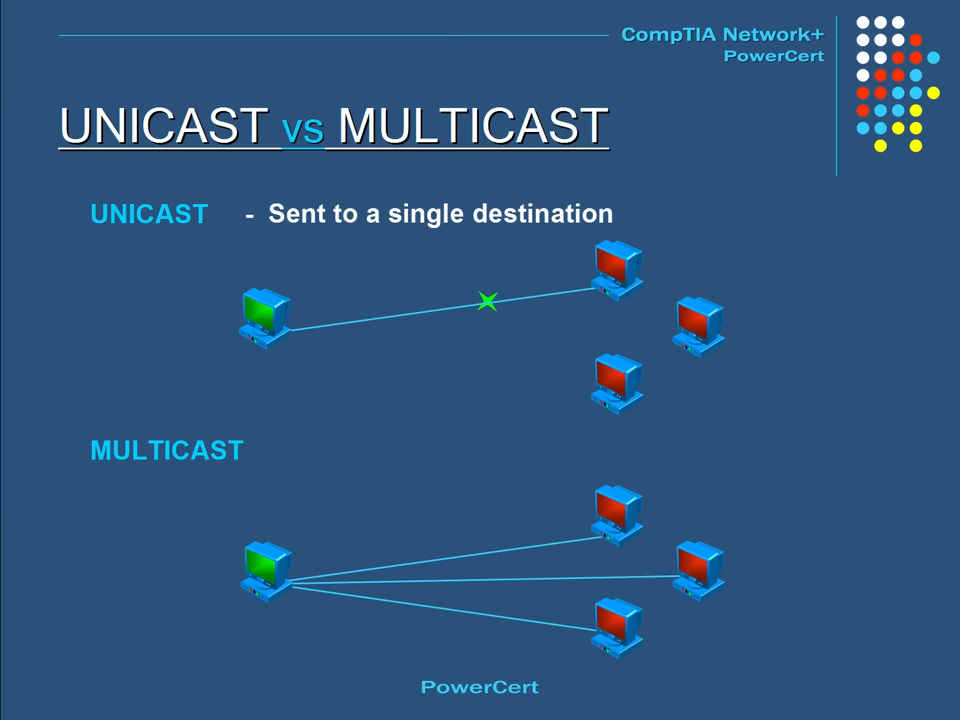 CompTIA Network+
PowerCert
UNICAST vs MULTICAST
UNICAST - Sent to a single destination
MULTICAST
PowerCert